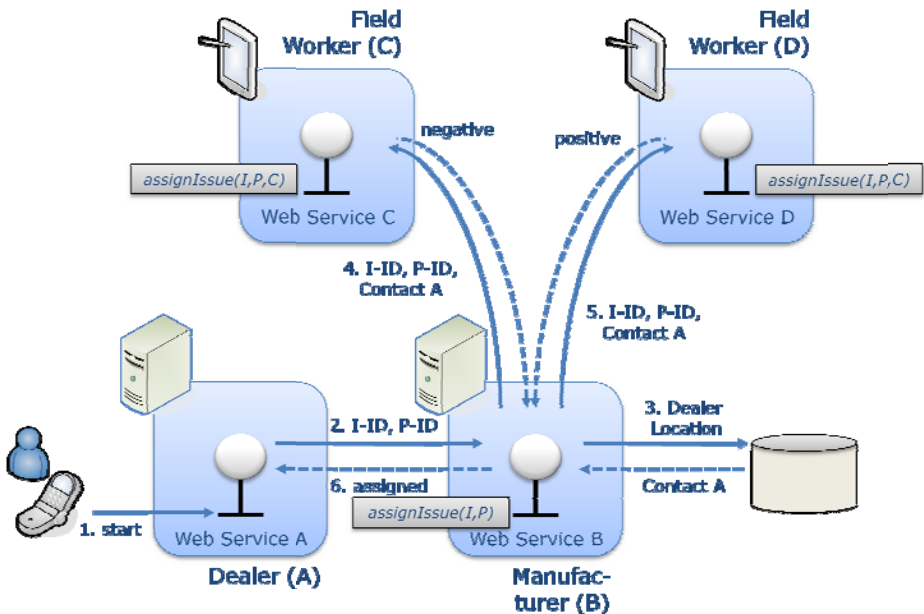 Field
Worker (C)
Field
Worker (D)
negative
positive
assignIssue(I,P,C)
assignIssue(I,P,C)
Web Service C
Web Service D
4. I-ID, P-ID,
Contact A
5. I-ID, P-ID,
Contact A
2. I-ID, P-ID
3. Dealer
Location
6. assigned
Contact A
assignIssue(I,P)
1. start
Web Service A
Web Service B
Dealer (A)
Manufac-
turer (B)